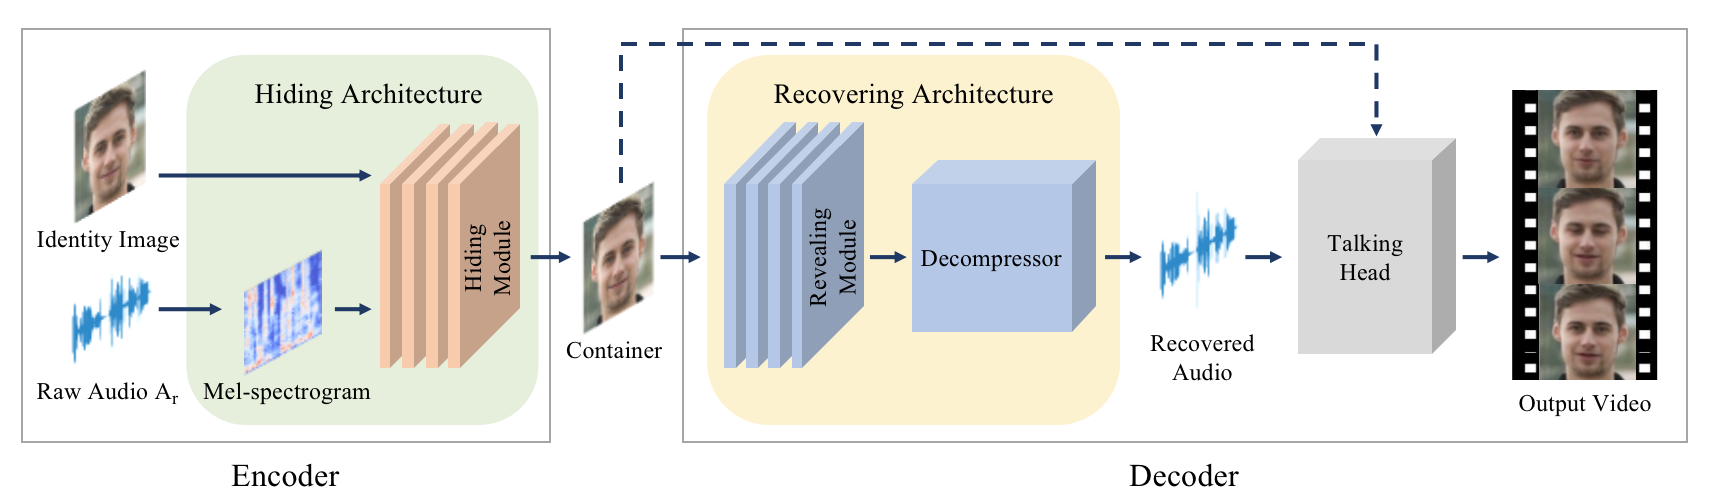 Hiding Architecture
Identity Image
Raw Audio Aᵣ
Mel-spectrogram
Hiding
Module
Encoder
Container
Recovering Architecture
Revealing
Module
Decompressor
Recovered
Audio
Talking
Head
Output Video
Decoder